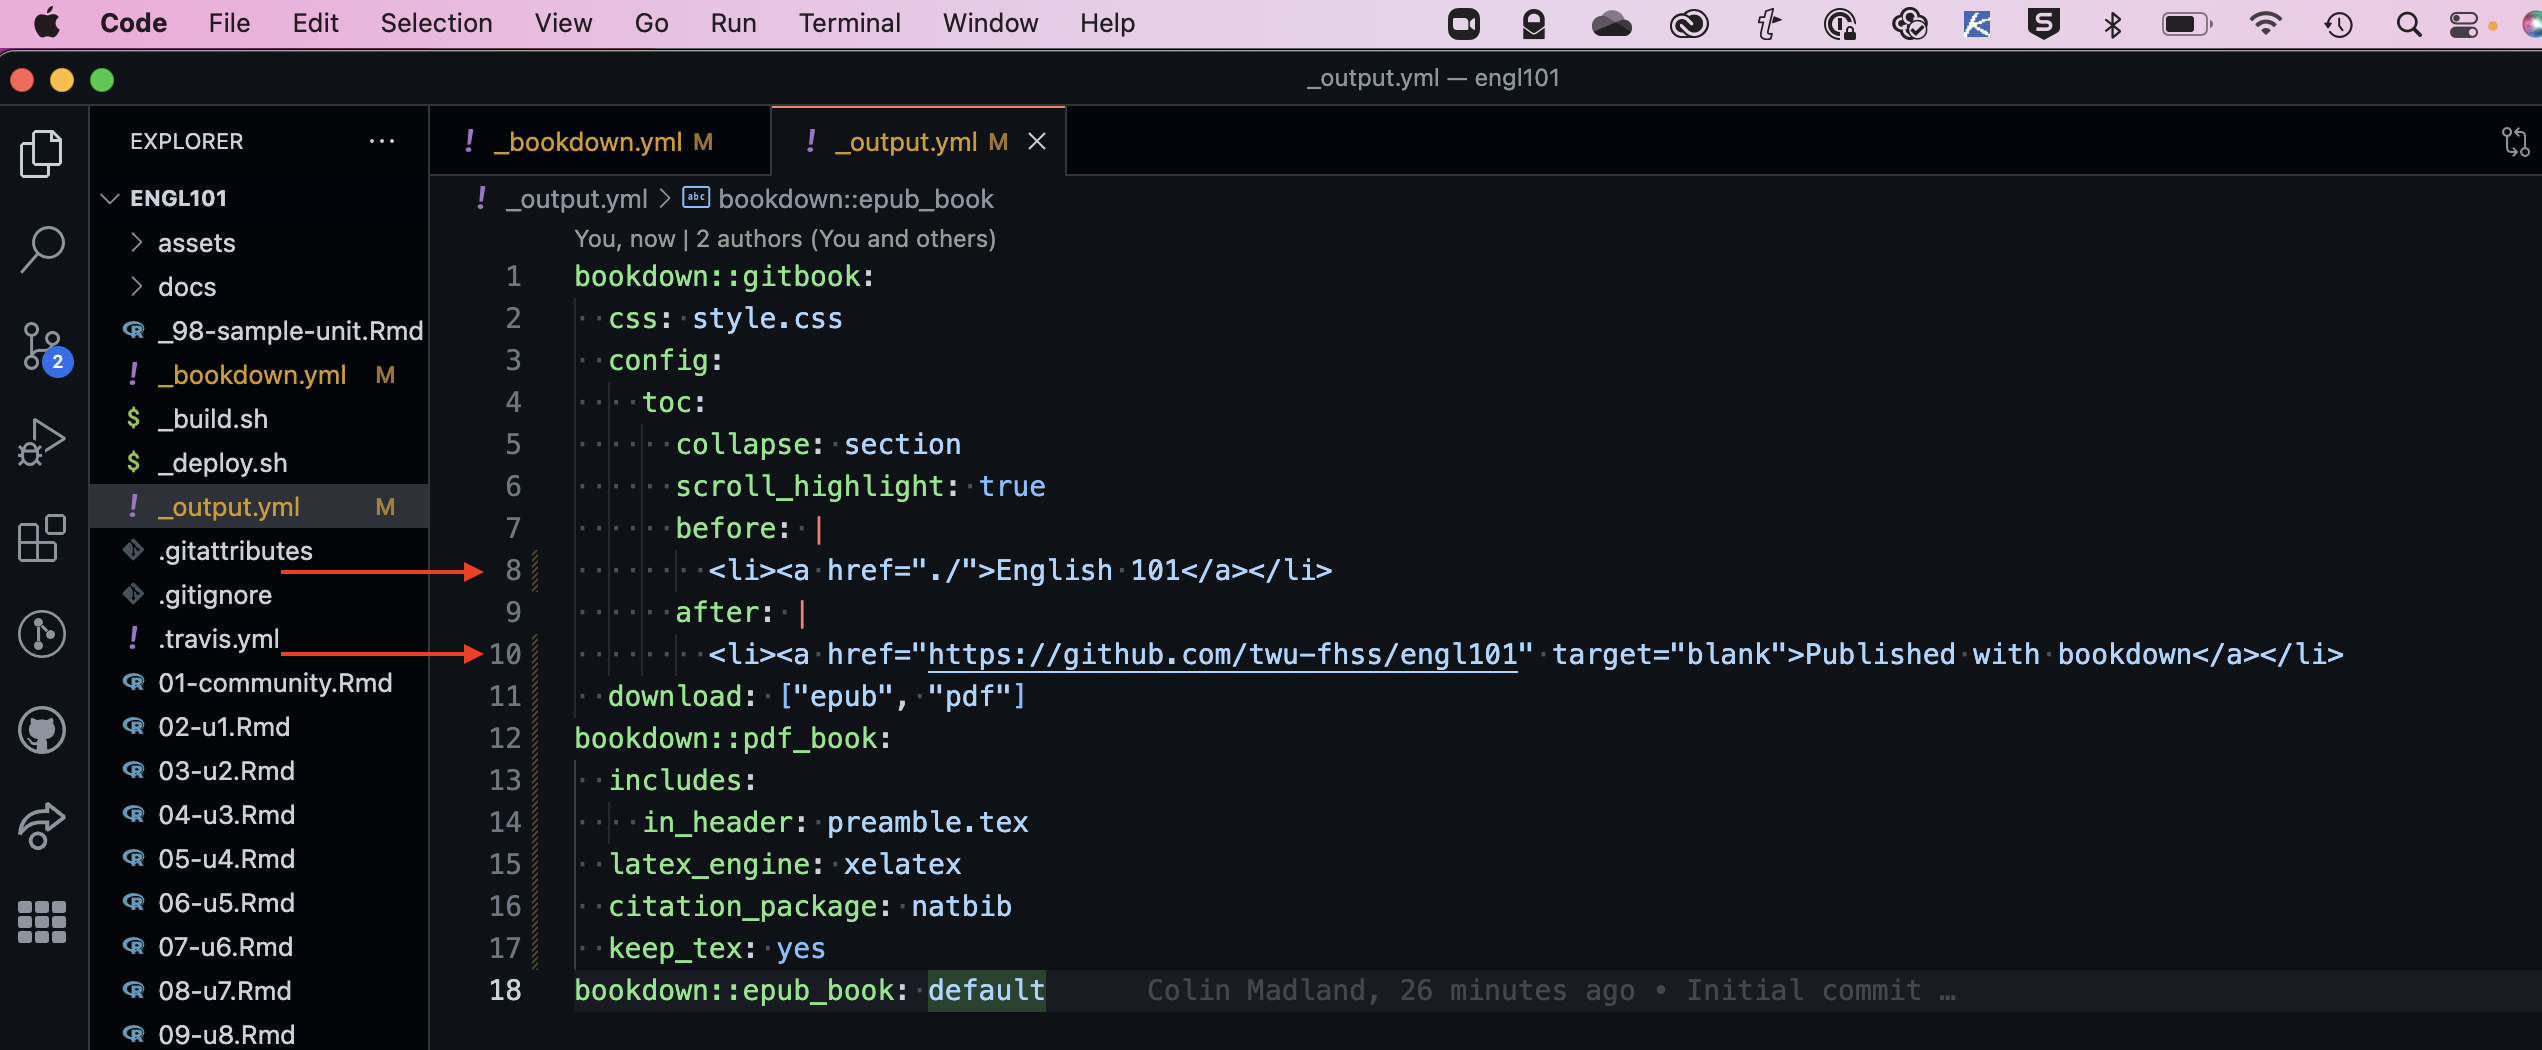 Code File Edit Selection View Go Run Terminal Window Help
_output.yml — engl101
EXPLORER
ENGL101
assets
docs
_98-sample-unit.Rmd
_bookdown.yml M
_build.sh
_deploy.sh
_output.yml M
.gitattributes
.gitignore
.travis.yml
01-community.Rmd
02-u1.Rmd
03-u2.Rmd
04-u3.Rmd
05-u4.Rmd
06-u5.Rmd
07-u6.Rmd
08-u7.Rmd
09-u8.Rmd
2
! _bookdown.yml M
! _output.yml M
! _output.yml > abc bookdown::epub_book
You, now | 2 authors (You and others)
1 bookdown::gitbook:
2 css: style.css
3 config:
4 toc:
5 collapse: section
6 scroll_highlight: true
7 before: |
8 <li><a href="./">English 101</a></li>
9 after: |
10 <li><a href="https://github.com/twu-fhss/engl101" target="blank">Published with bookdown</a></li>
11 download: ["epub", "pdf"]
12 bookdown::pdf_book:
13 includes:
14 in_header: preamble.tex
15 latex_engine: xelatex
16 citation_package: natbib
17 keep_tex: yes
18 bookdown::epub_book: default Colin Madland, 26 minutes ago • Initial commit …